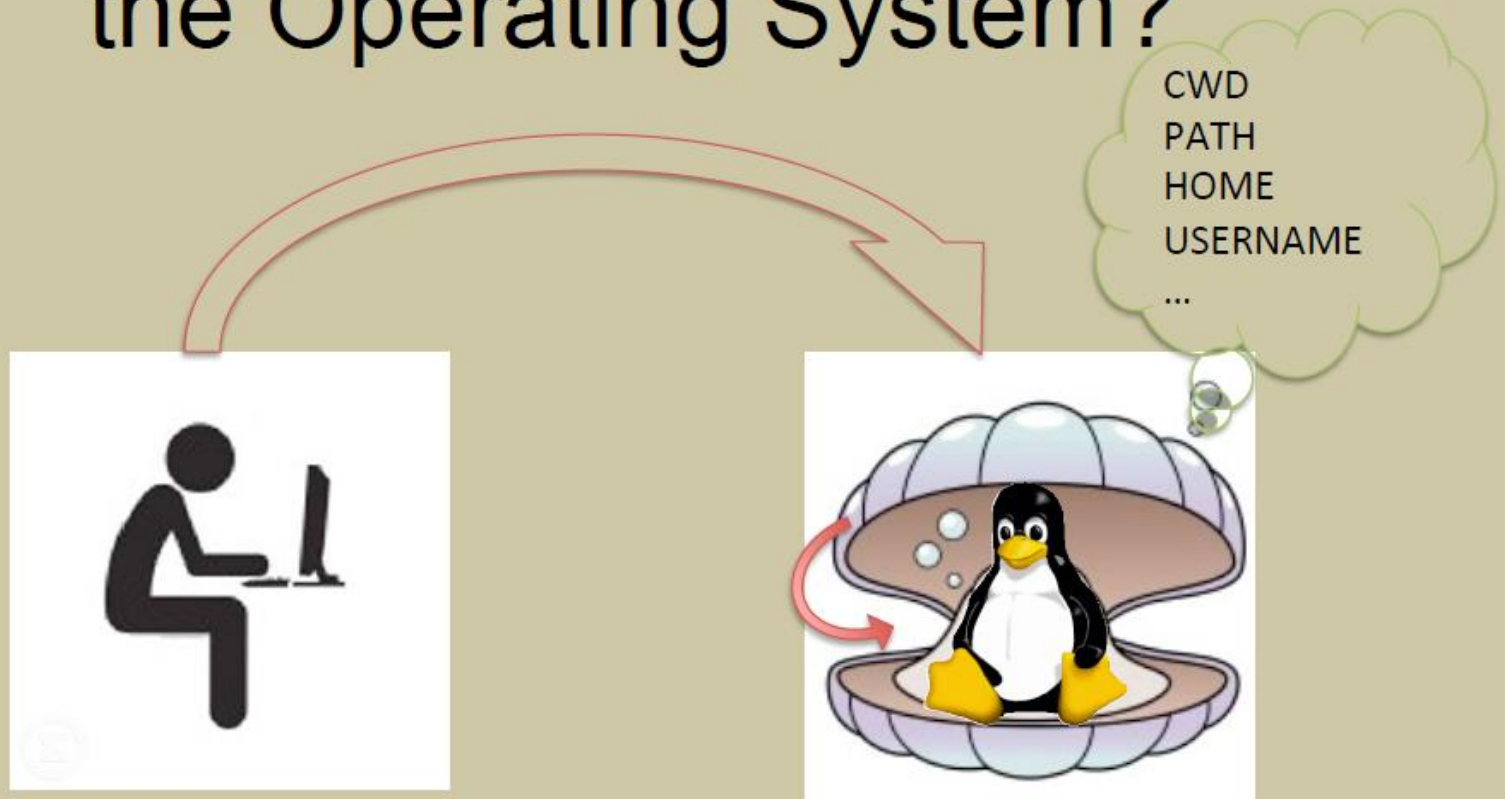 the Operating System?
CWD
PATH
HOME
USERNAME
...